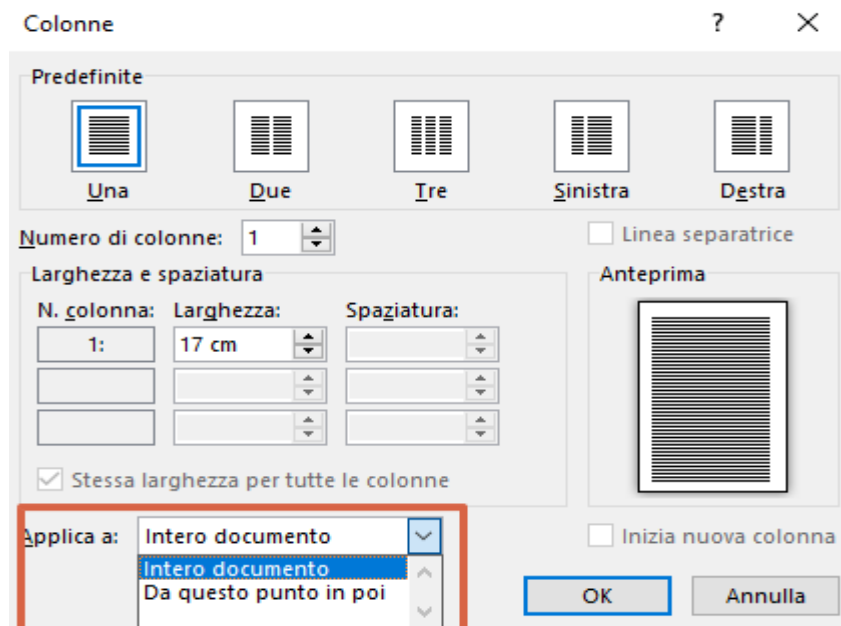 Colonne ?
Predefinite
Una Due Tre Sinistra Destra
Numero di colonne: 1 Linea separatrice
Larghezza e spaziatura Anteprima
N. colonna: Larghezza: Spaziatura:
1: 17 cm
Stessa larghezza per tutte le colonne
Applica a: Intero documento Inizia nuova colonna
Intero documento
Da questo punto in poi OK Annulla